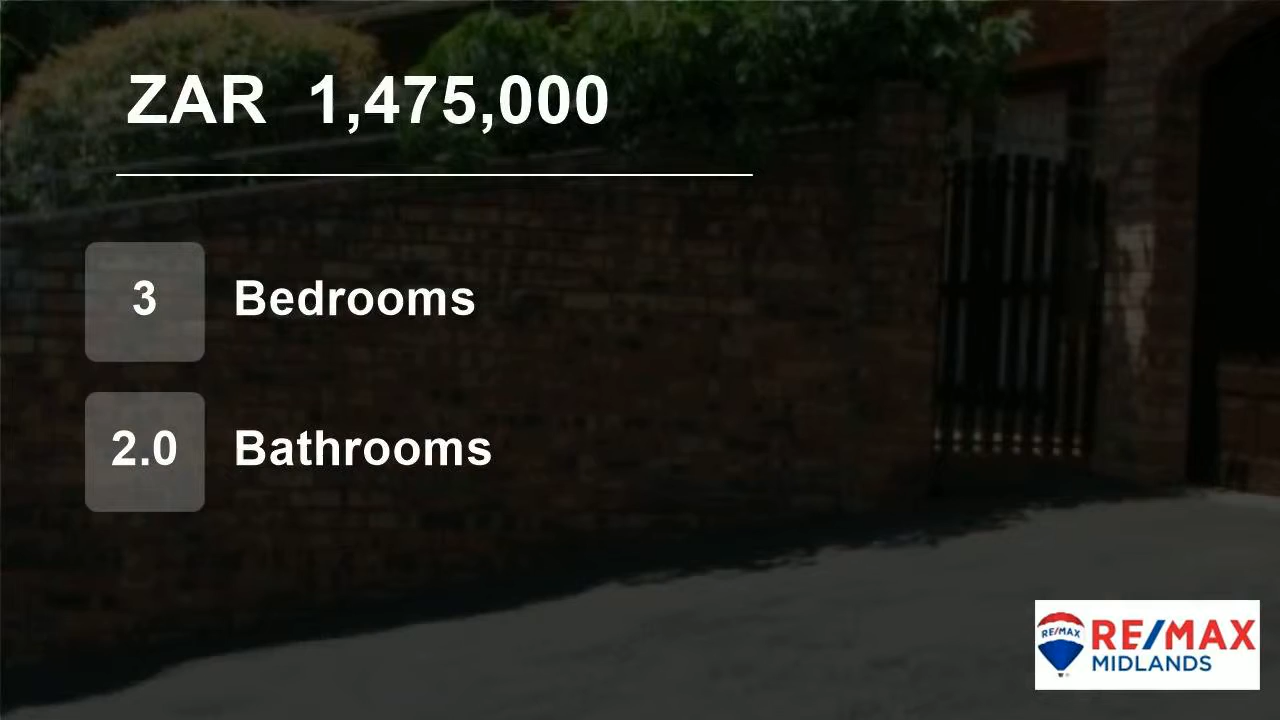 ZAR 1,475,000
3 Bedrooms
2.0 Bathrooms
RE/MAX
RE/MAX
MIDLANDS